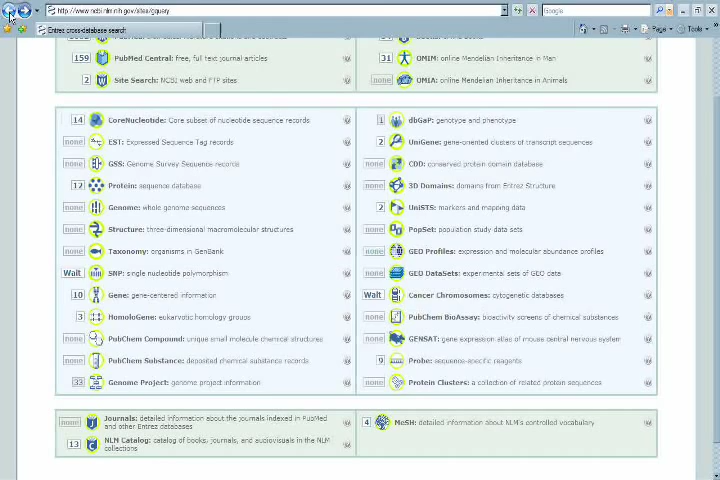 http://www.ncbi.nlm.nih.gov/sites/gquery
Google
Entrez cross-database search
Page
Tools
159 PubMed Central: free, full text journal articles
31 OMIM: online Mendelian Inheritance in Man
2 Site Search: NCBI web and FTP sites
none OMIA: online Mendelian Inheritance in Animals
14 CoreNucleotide: Core subset of nucleotide sequence records
1 dbGaP: genotype and phenotype
none EST: Expressed Sequence Tag records
2 UniGene: gene-oriented clusters of transcript sequences
none GSS: Genome Survey Sequence records
none CDD: conserved protein domain database
12 Protein: sequence database
none 3D Domains: domains from Entrez Structure
none Genome: whole genome sequences
2 UniSTS: markers and mapping data
none Structure: three-dimensional macromolecular structures
none PopSet: population study data sets
none Taxonomy: organisms in GenBank
none GEO Profiles: expression and molecular abundance profiles
Wait SNP: single nucleotide polymorphism
none GEO DataSets: experimental sets of GEO data
10 Gene: gene-centered information
Wait Cancer Chromosomes: cytogenetic databases
3 HomoloGene: eukaryotic homology groups
none PubChem BioAssay: bioactivity screens of chemical substances
none PubChem Compound: unique small molecule chemical structures
none GENSAT: gene expression atlas of mouse central nervous system
none PubChem Substance: deposited chemical substance records
9 Probe: sequence-specific reagents
33 Genome Project: genome project information
none Protein Clusters: a collection of related protein sequences
none Journals: detailed information about the journals indexed in PubMed
and other Entrez databases
4 MeSH: detailed information about NLM's controlled vocabulary
13 NLM Catalog: catalog of books, journals, and audiovisuals in the NLM
collections